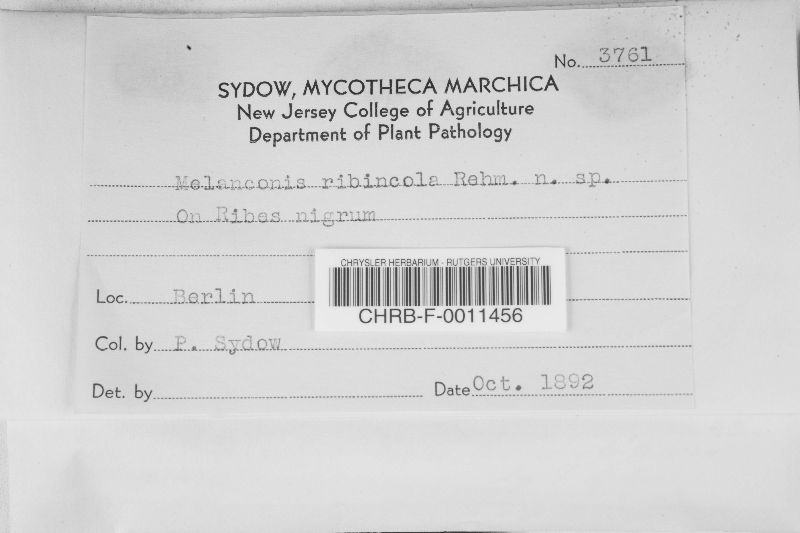 No. 3761
SYDOW, MYCOTHECA MARCHICA
New Jersey College of Agriculture
Department of Plant Pathology
Melanconis ribincola Rehm. n. sp.
On Ribes nigrum
CHRYSLER HERBARIUM - RUTGERS UNIVERSITY
CHRB-F-0011456
Loc. Berlin
Col. by P. Sydow
Det. by
Date Oct. 1892